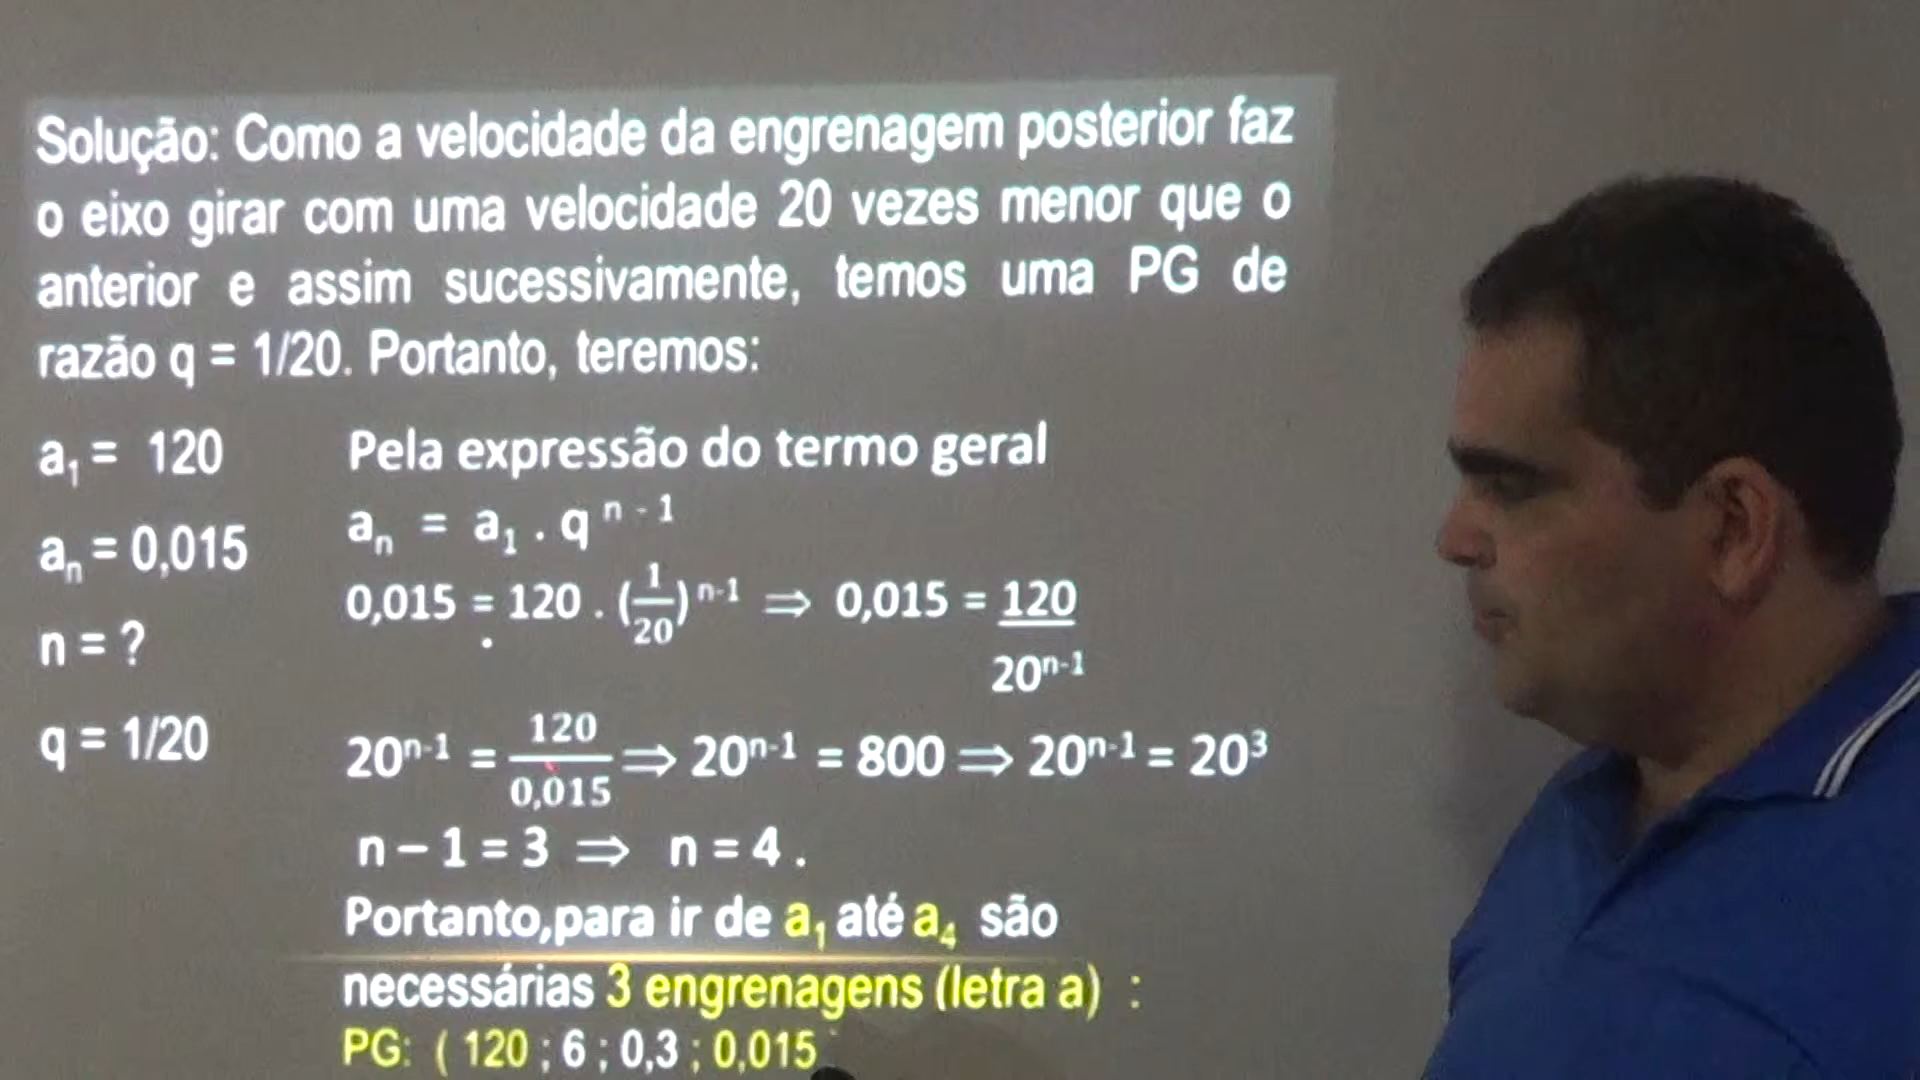 Solução: Como a velocidade da engrenagem posterior faz
o eixo girar com uma velocidade 20 vezes menor que o
anterior e assim sucessivamente, temos uma PG de
razão q = 1/20. Portanto, teremos:
a₁ = 120
aₙ = 0,015
n = ?
q = 1/20
Pela expressão do termo geral
aₙ = a₁ . q ⁿ ⁻ ¹
0,015 = 120 . (1/20)ⁿ⁻¹ ⇒ 0,015 = 120/20ⁿ⁻¹
20ⁿ⁻¹ = 120/0,015 ⇒ 20ⁿ⁻¹ = 800 ⇒ 20ⁿ⁻¹ = 20³
n – 1 = 3 ⇒ n = 4 .
Portanto,para ir de a₁ até a₄ são
necessárias 3 engrenagens (letra a) :
PG: ( 120 ; 6 ; 0,3 ; 0,015